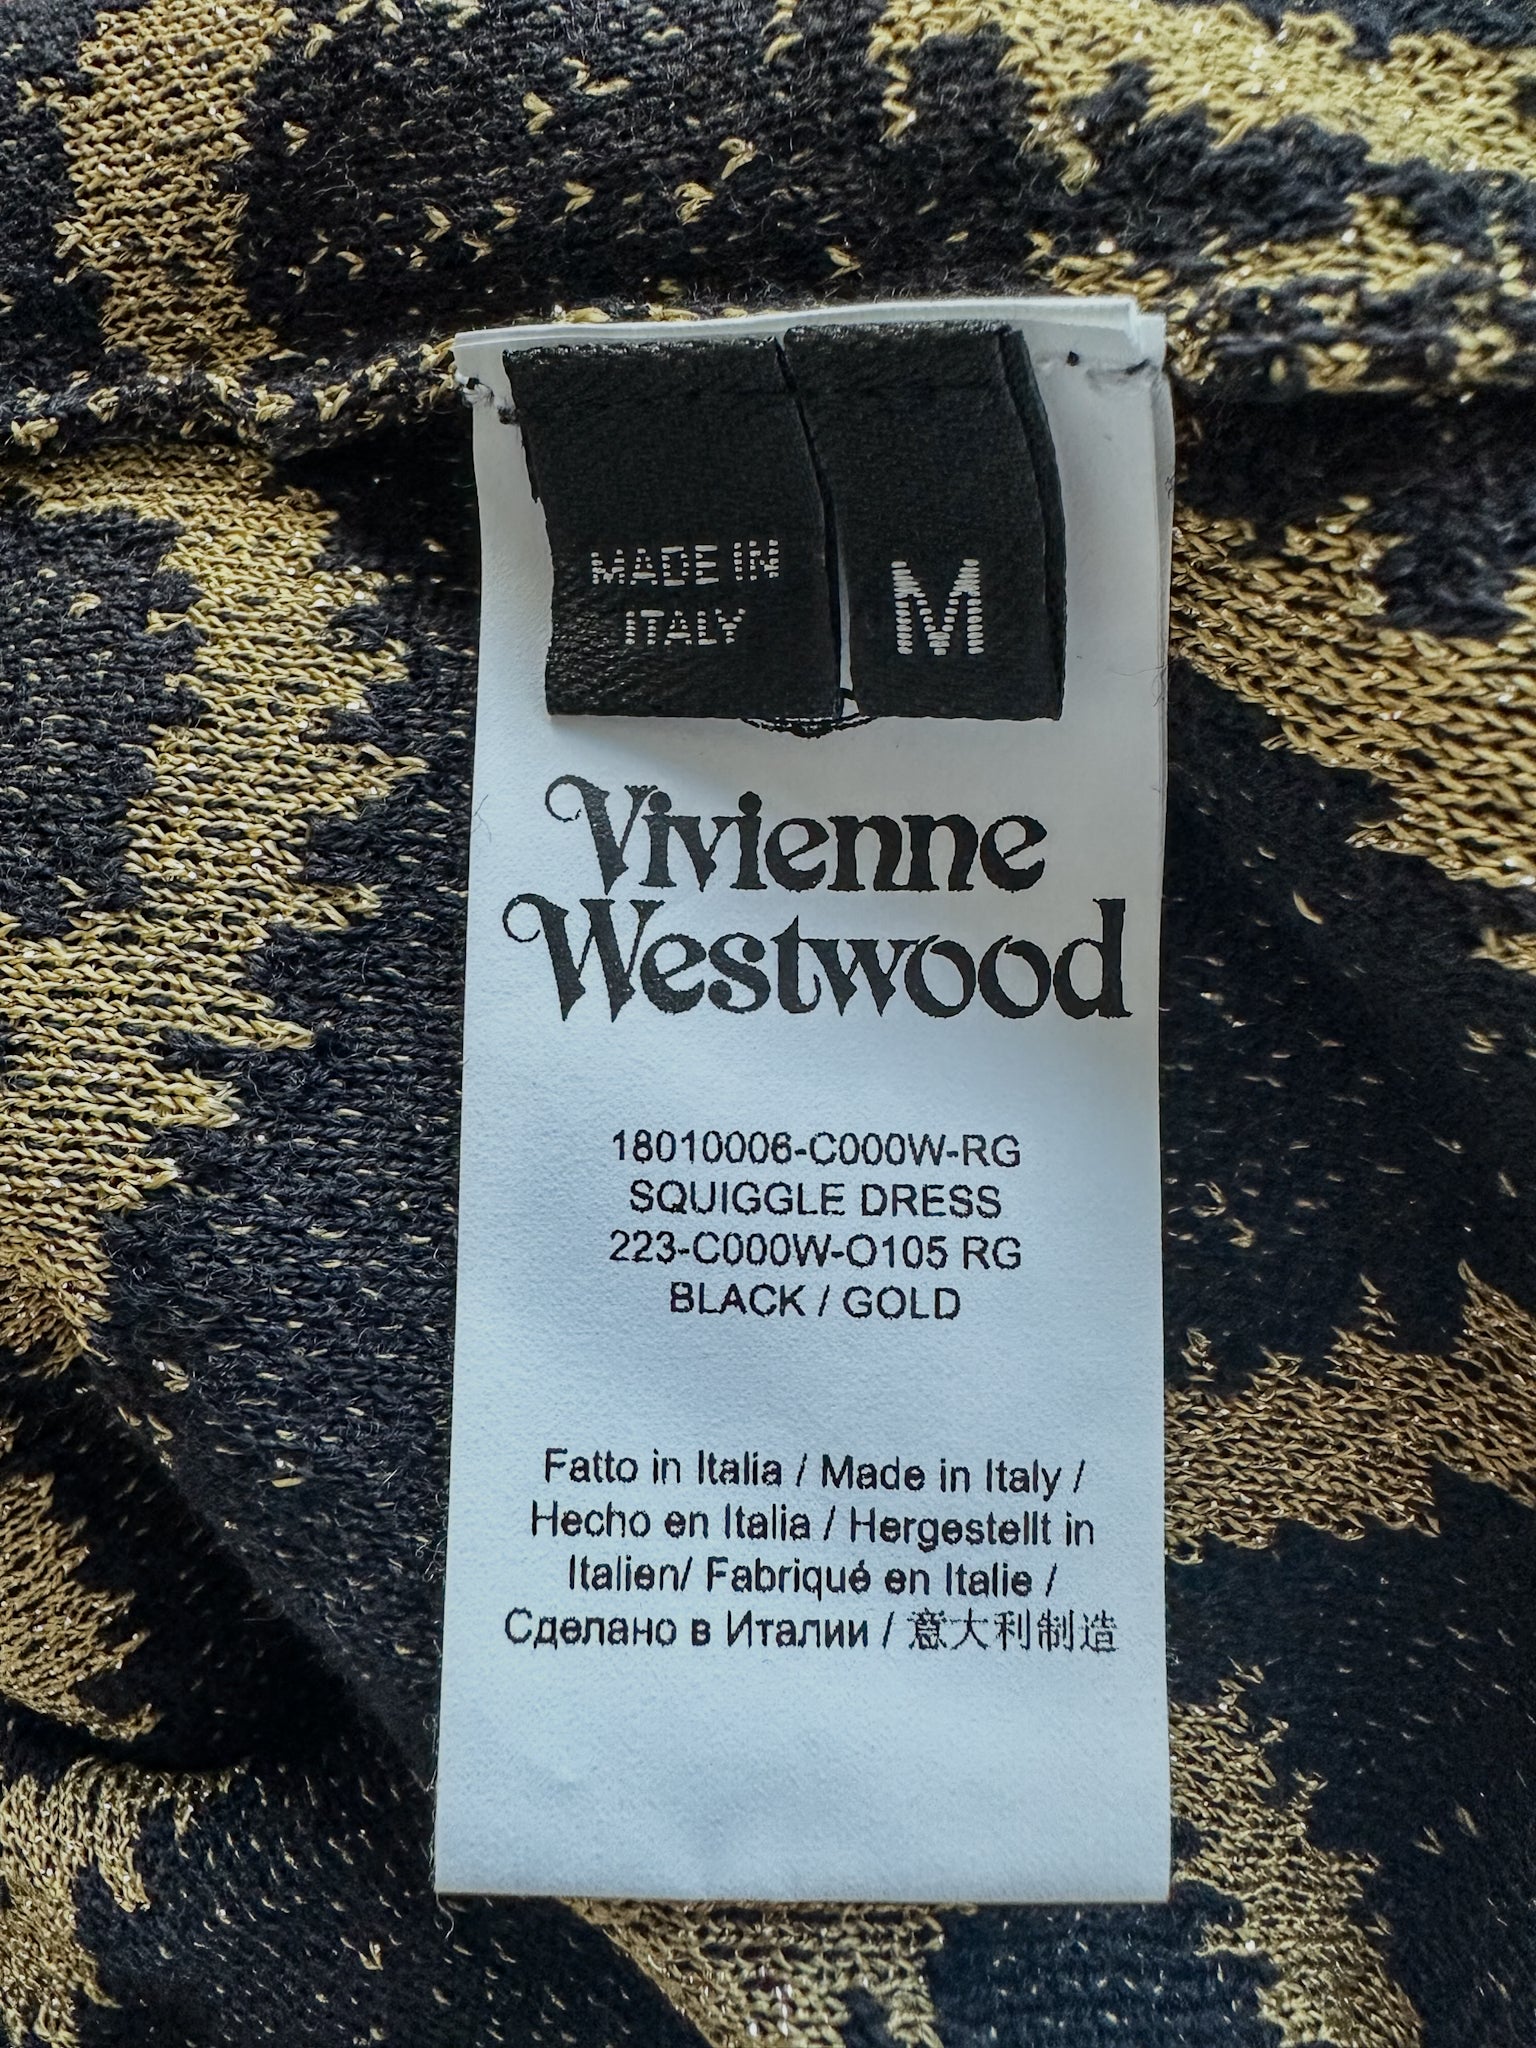 MADE IN
ITALY
M
Vivienne
Westwood
18010006-C000W-RG
SQUIGGLE DRESS
223-C000W-O105 RG
BLACK / GOLD
Fatto in Italia / Made in Italy /
Hecho en Italia / Hergestellt in
Italien/ Fabriqué en Italie /
Сделано в Италии / 意大利制造